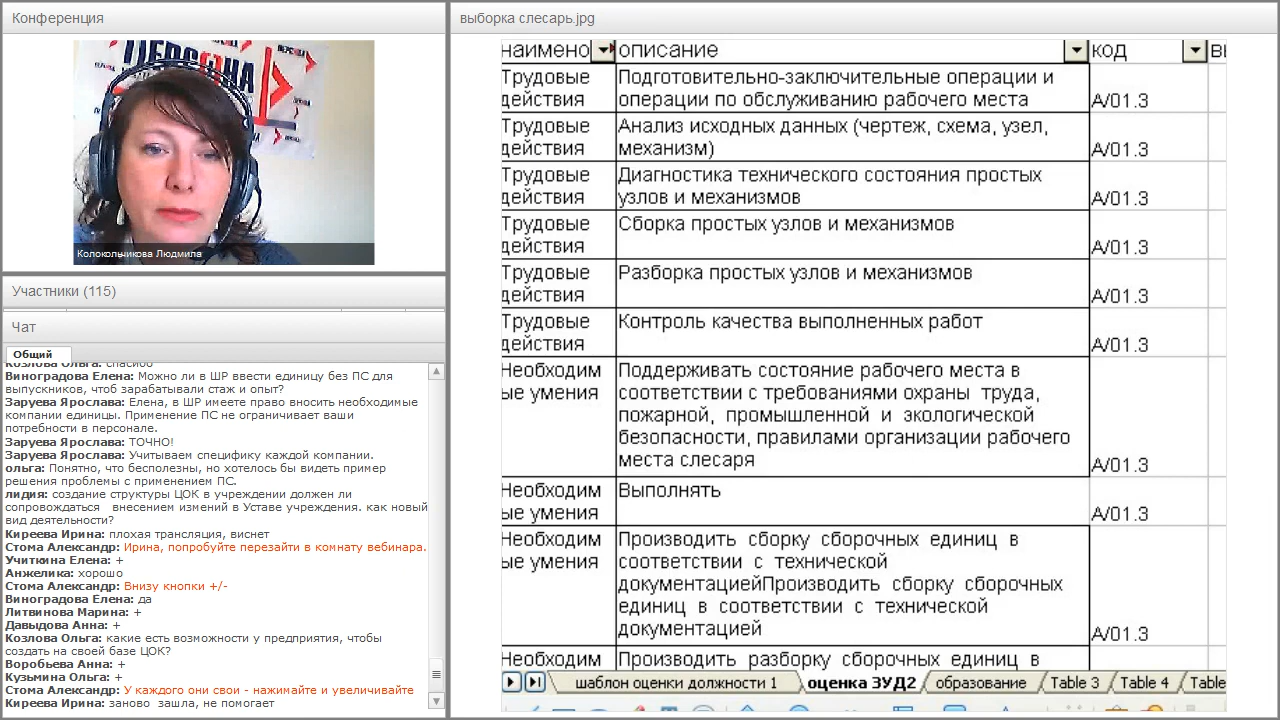 Конференция
ПЕРСОНА
Колокольчикова Людмила
Участники (115)
Чат
Общий
Козлова Ольга: спасибо
Виноградова Елена: Можно ли в ШР ввести единицу без ПС для
выпускников, чтоб зарабатывали стаж и опыт?
Заруева Ярослава: Елена, в ШР имеете право вносить необходимые
компании единицы. Применение ПС не ограничивает ваши
потребности в персонале.
Заруева Ярослава: ТОЧНО!
Заруева Ярослава: Учитываем специфику каждой компании.
ольга: Понятно, что бесполезны, но хотелось бы видеть пример
решения проблемы с применением ПС.
лидия: создание структуры ЦОК в учреждении должен ли
сопровождаться внесением измений в Уставе учреждения. как новый
вид деятельности?
Киреева Ирина: плохая трансляция, виснет
Стома Александр: Ирина, попробуйте перезайти в комнату вебинара.
Учиткина Елена: +
Анжелика: хорошо
Стома Александр: Внизу кнопки +/-
Виноградова Елена: да
Литвинова Марина: +
Давыдова Анна: +
Козлова Ольга: какие есть возможности у предприятия, чтобы
создать на своей базе ЦОК?
Воробьева Анна: +
Кузьмина Ольга: +
Стома Александр: У каждого они свои - нажимайте и увеличивайте
Киреева Ирина: заново зашла, не помогает
выборка слесарь.jpg
наимено описание код
Трудовые Подготовительно-заключительные операции и
действия операции по обслуживанию рабочего места А/01.3
Трудовые Анализ исходных данных (чертеж, схема, узел,
действия механизм) А/01.3
Трудовые Диагностика технического состояния простых
действия узлов и механизмов А/01.3
Трудовые Сборка простых узлов и механизмов
действия А/01.3
Трудовые Разборка простых узлов и механизмов
действия А/01.3
Трудовые Контроль качества выполненных работ
действия А/01.3
Необходим Поддерживать состояние рабочего места в
ые умения соответствии с требованиями охраны труда,
пожарной, промышленной и экологической
безопасности, правилами организации рабочего
места слесаря А/01.3
Необходим Выполнять
ые умения А/01.3
Необходим Производить сборку сборочных единиц в
ые умения соответствии с технической
документациейПроизводить сборку сборочных
единиц в соответствии с технической
документацией А/01.3
Необходим Производить разборку сборочных единиц в
шаблон оценки должности 1 оценка ЗУД2 образование Table 3 Table 4 Table